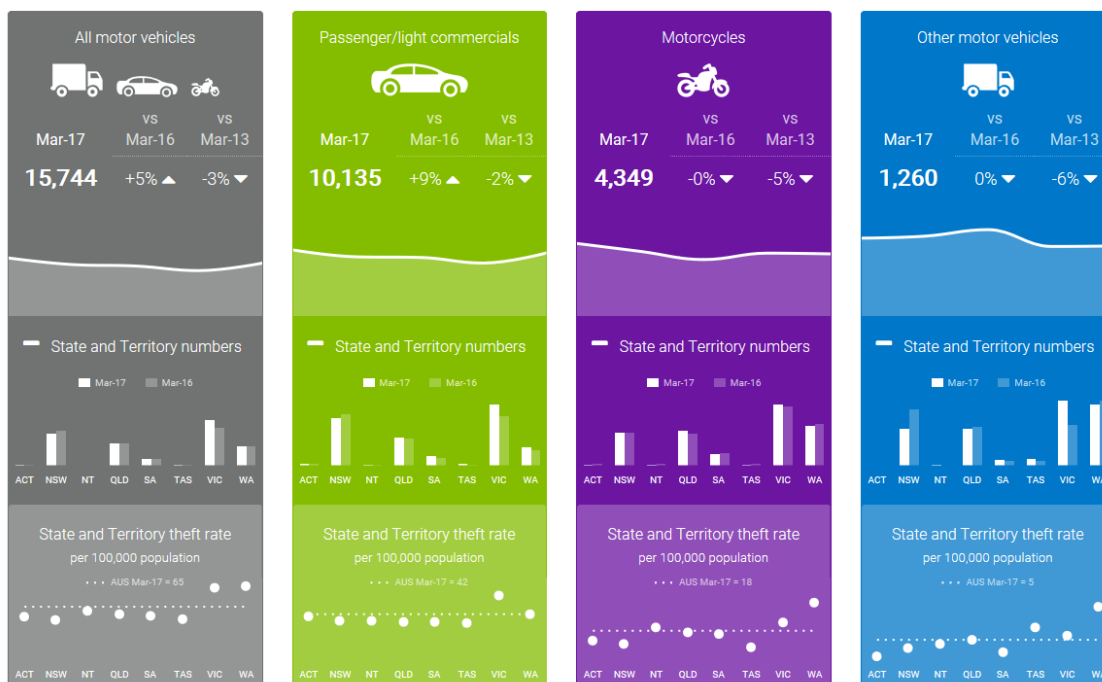 All motor vehicles
vs vs
Mar-17 Mar-16 Mar-13
15,744 +5% -3%
State and Territory numbers
Mar-17 Mar-16
ACT NSW NT QLD SA TAS VIC WA
State and Territory theft rate
per 100,000 population
AUS Mar-17 = 65
ACT NSW NT QLD SA TAS VIC WA
Passenger/light commercials
vs vs
Mar-17 Mar-16 Mar-13
10,135 +9% -2%
State and Territory numbers
Mar-17 Mar-16
ACT NSW NT QLD SA TAS VIC WA
State and Territory theft rate
per 100,000 population
AUS Mar-17 = 42
ACT NSW NT QLD SA TAS VIC WA
Motorcycles
vs vs
Mar-17 Mar-16 Mar-13
4,349 -0% -5%
State and Territory numbers
Mar-17 Mar-16
ACT NSW NT QLD SA TAS VIC WA
State and Territory theft rate
per 100,000 population
AUS Mar-17 = 18
ACT NSW NT QLD SA TAS VIC WA
Other motor vehicles
vs vs
Mar-17 Mar-16 Mar-13
1,260 0% -6%
State and Territory numbers
Mar-17 Mar-16
ACT NSW NT QLD SA TAS VIC
State and Territory theft rate
per 100,000 population
AUS Mar-17 = 5
ACT NSW NT QLD SA TAS VIC